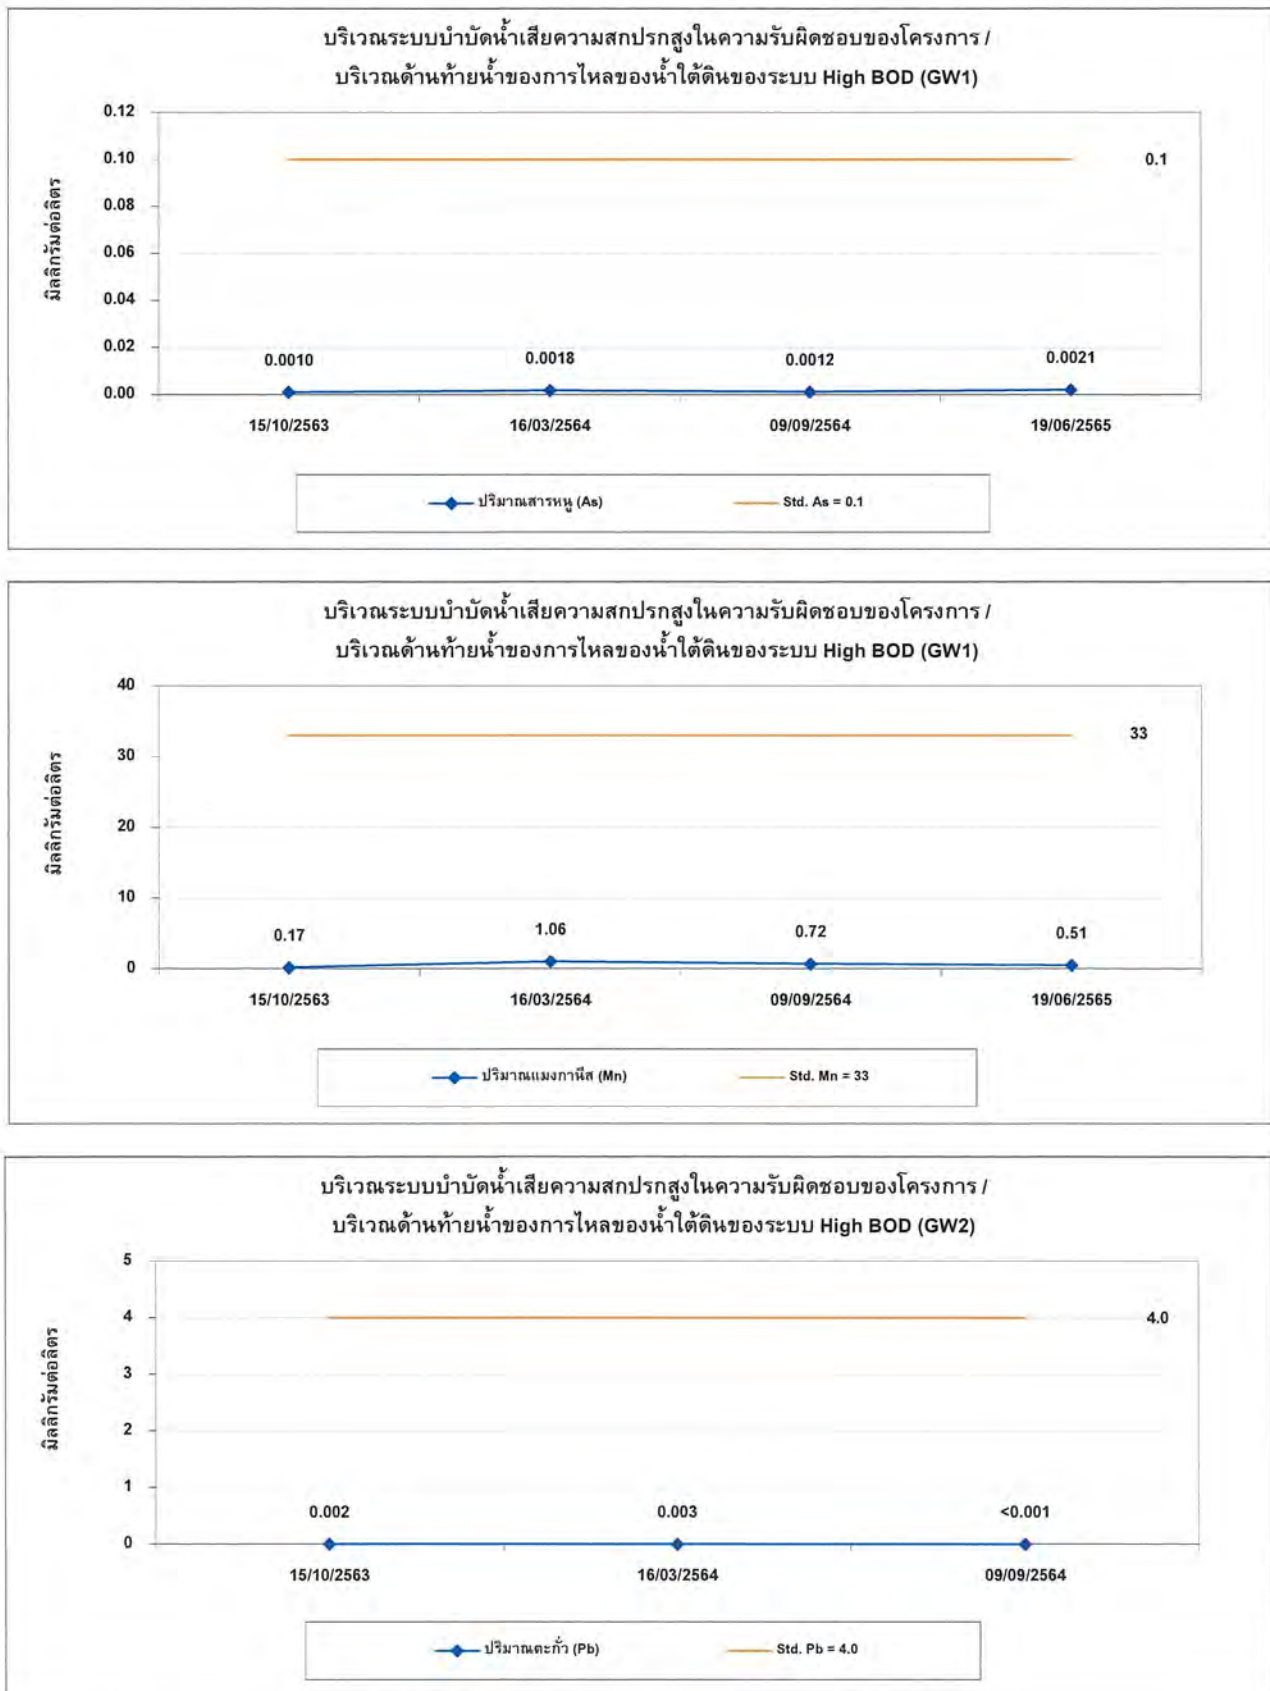 บริเวณระบบบำบัดน้ำเสียความสกปรกสูงในความรับผิดชอบของโครงการ /
บริเวณด้านท้ายน้ำของการไหลของน้ำใต้ดินของระบบ High BOD (GW1)
มิลลิกรัมต่อลิตร
0.12
0.10
0.08
0.06
0.04
0.02
0.00
0.1
0.0010 0.0018 0.0012 0.0021
15/10/2563 16/03/2564 09/09/2564 19/06/2565
ปริมาณสารหนู (As) Std. As = 0.1
บริเวณระบบบำบัดน้ำเสียความสกปรกสูงในความรับผิดชอบของโครงการ /
บริเวณด้านท้ายน้ำของการไหลของน้ำใต้ดินของระบบ High BOD (GW1)
มิลลิกรัมต่อลิตร
40
30
20
10
0
33
0.17 1.06 0.72 0.51
15/10/2563 16/03/2564 09/09/2564 19/06/2565
ปริมาณแมงกานีส (Mn) Std. Mn = 33
บริเวณระบบบำบัดน้ำเสียความสกปรกสูงในความรับผิดชอบของโครงการ /
บริเวณด้านท้ายน้ำของการไหลของน้ำใต้ดินของระบบ High BOD (GW2)
มิลลิกรัมต่อลิตร
5
4
3
2
1
0
4.0
0.002 0.003 <0.001
15/10/2563 16/03/2564 09/09/2564
ปริมาณตะกั่ว (Pb) Std. Pb = 4.0